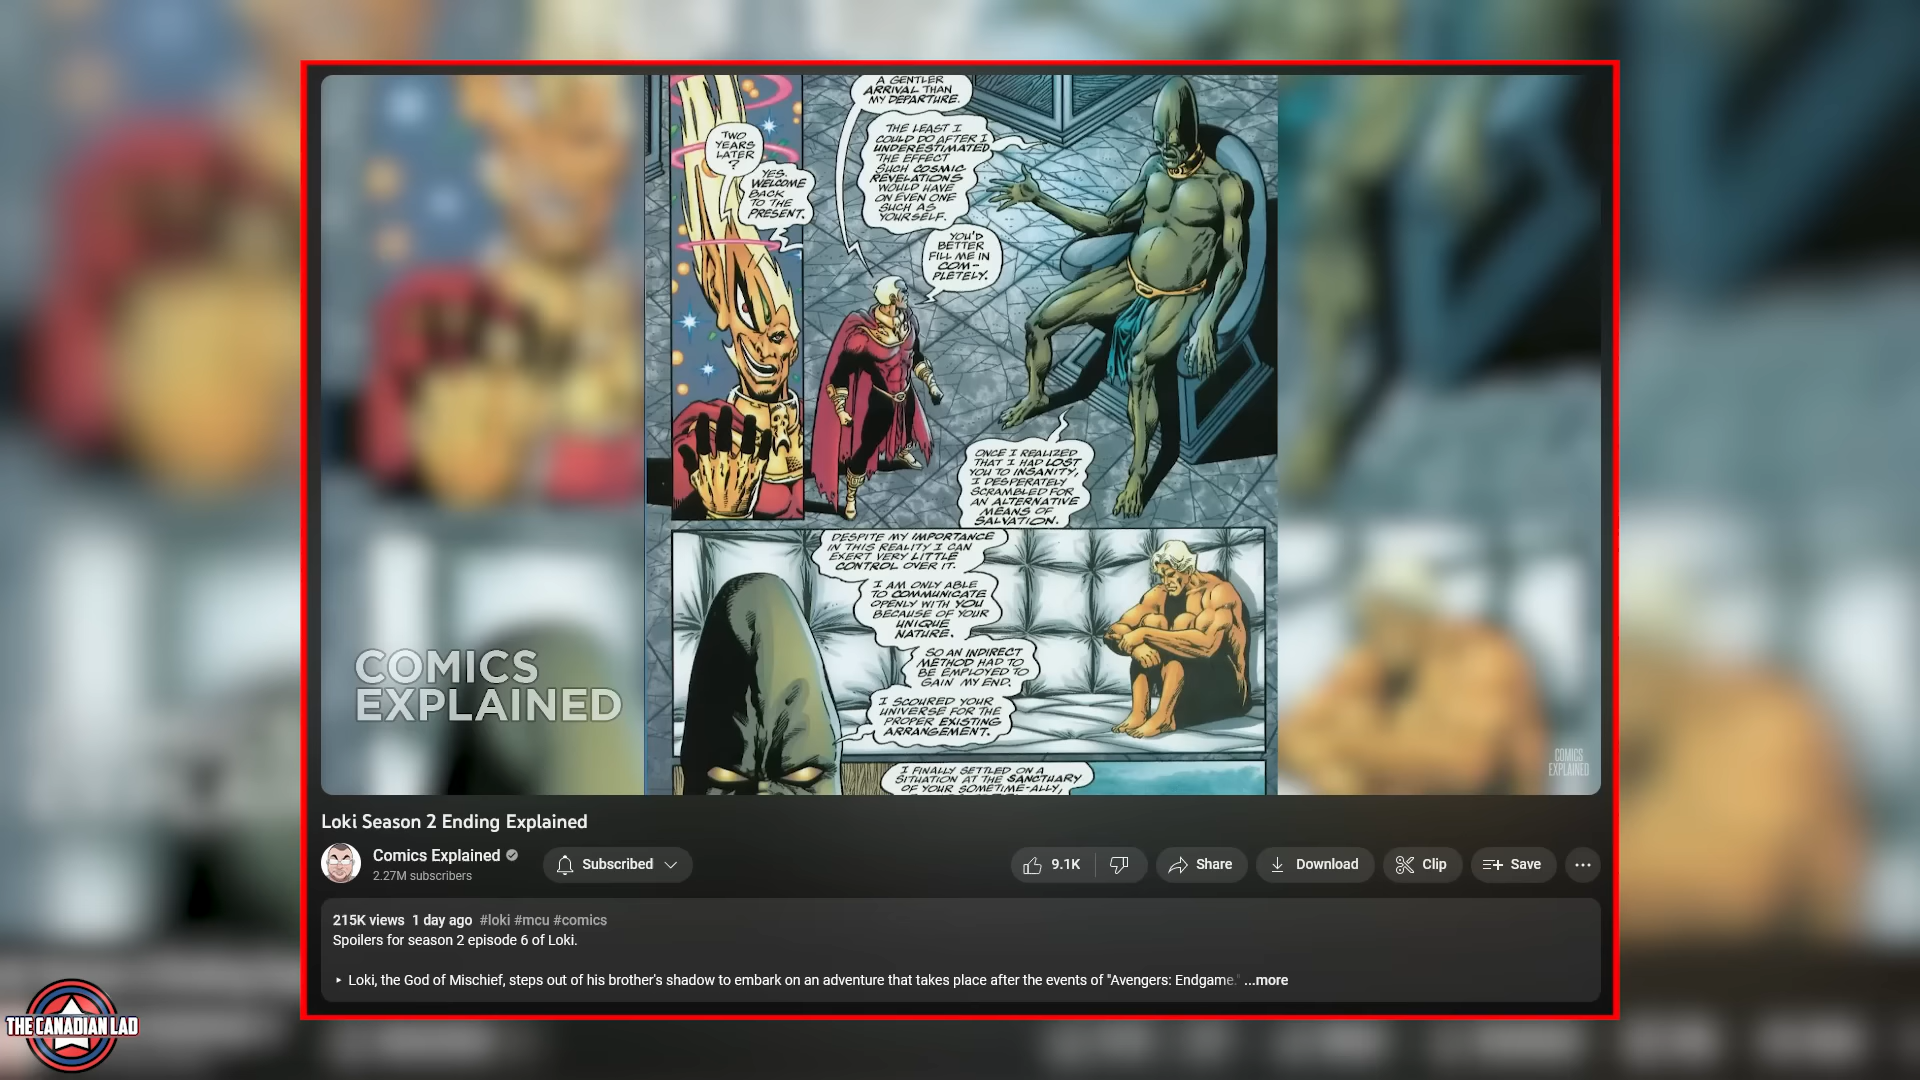 A GENTLER
ARRIVAL THAN
MY DEPARTURE.
TWO
YEARS
LATER
?
YES.
WELCOME
BACK
TO THE
PRESENT.
THE LEAST I
COULD DO AFTER I
UNDERESTIMATED
THE EFFECT
SUCH COSMIC
REVELATIONS
WOULD HAVE
ON EVEN ONE
SUCH AS
YOURSELF.
YOU'D
BETTER
FILL ME IN
COM-
PLETELY.
ONCE I REALIZED
THAT I HAD LOST
YOU TO INSANITY,
I DESPERATELY
SCRAMBLED FOR
AN ALTERNATIVE
MEANS OF
SALVATION.
DESPITE MY IMPORTANCE
IN THIS REALITY I CAN
EXERT VERY LITTLE
CONTROL OVER IT.
I AM ONLY ABLE
TO COMMUNICATE
OPENLY WITH YOU
BECAUSE OF YOUR
UNIQUE
NATURE.
SO AN INDIRECT
METHOD HAD TO
BE EMPLOYED TO
GAIN MY END.
I SCOURED YOUR
UNIVERSE FOR THE
PROPER EXISTING
ARRANGEMENT.
I FINALLY SETTLED ON A
SITUATION AT THE SANCTUARY
OF YOUR SOMETIME-ALLY,
COMICS
EXPLAINED
COMICS
EXPLAINED
Loki Season 2 Ending Explained
Comics Explained
2.27M subscribers
Subscribed
9.1K
Share
Download
Clip
Save
215K views 1 day ago #loki #mcu #comics
Spoilers for season 2 episode 6 of Loki.
‣ Loki, the God of Mischief, steps out of his brother's shadow to embark on an adventure that takes place after the events of "Avengers: Endgame." ...more
THE CANADIAN LAD